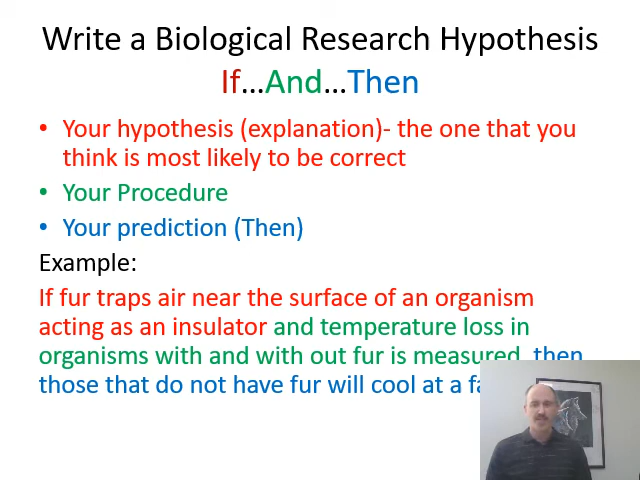 Write a Biological Research Hypothesis
If...And...Then
• Your hypothesis (explanation)- the one that you
think is most likely to be correct
• Your Procedure
• Your prediction (Then)
Example:
If fur traps air near the surface of an organism
acting as an insulator and temperature loss in
organisms with and with out fur is measured, then
those that do not have fur will cool at a